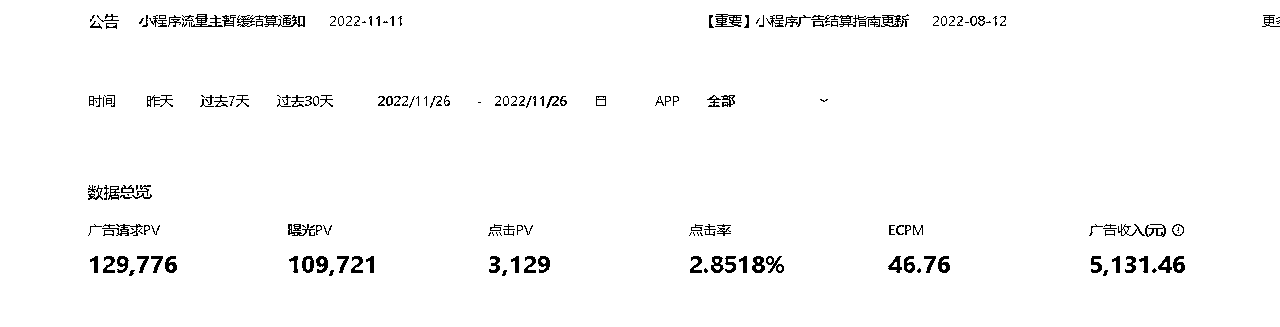 公告 小程序流量主暂缓结算通知 2022-11-11 【重要】小程序广告结算指南更新 2022-08-12
时间 昨天 过去7天 过去30天 2022/11/26 - 2022/11/26 APP 全部
数据总览
广告请求PV 曝光PV 点击PV 点击率 ECPM 广告收入(元)
129,776 109,721 3,129 2.8518% 46.76 5,131.46